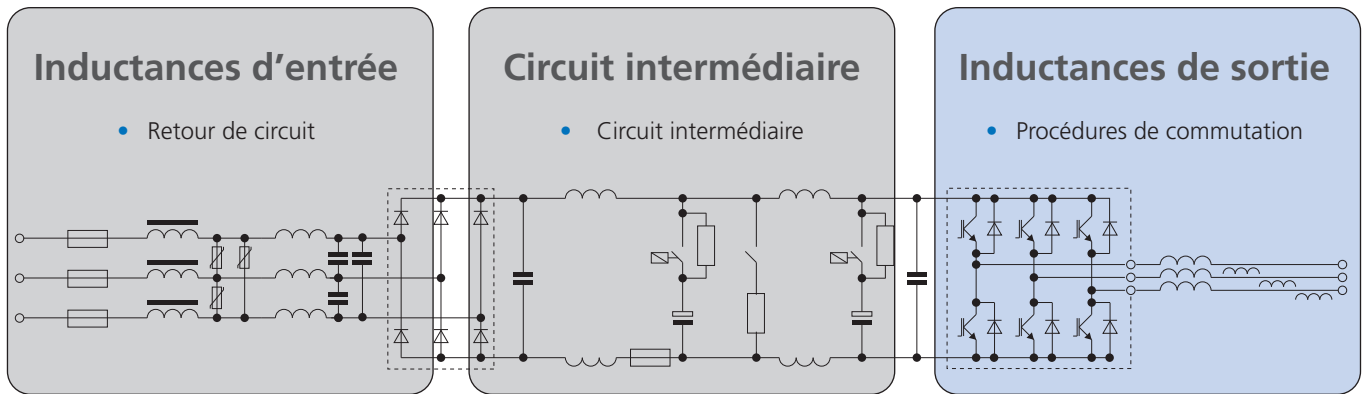 Inductances d'entrée
• Retour de circuit
Circuit intermédiaire
• Circuit intermédiaire
Inductances de sortie
• Procédures de commutation